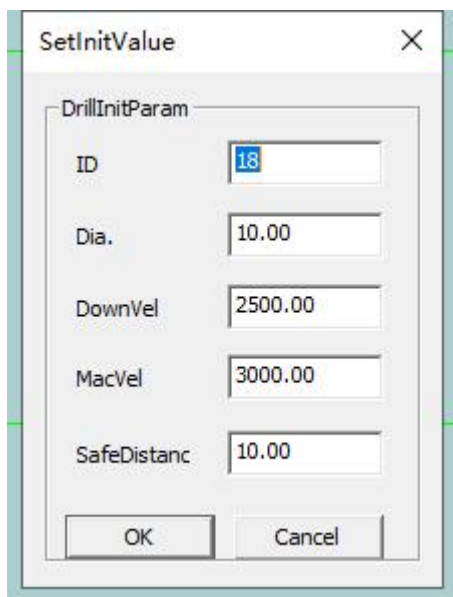 SetInitValue
DrillInitParam
ID 18
Dia. 10.00
DownVel 2500.00
MacVel 3000.00
SafeDistanc 10.00
OK Cancel